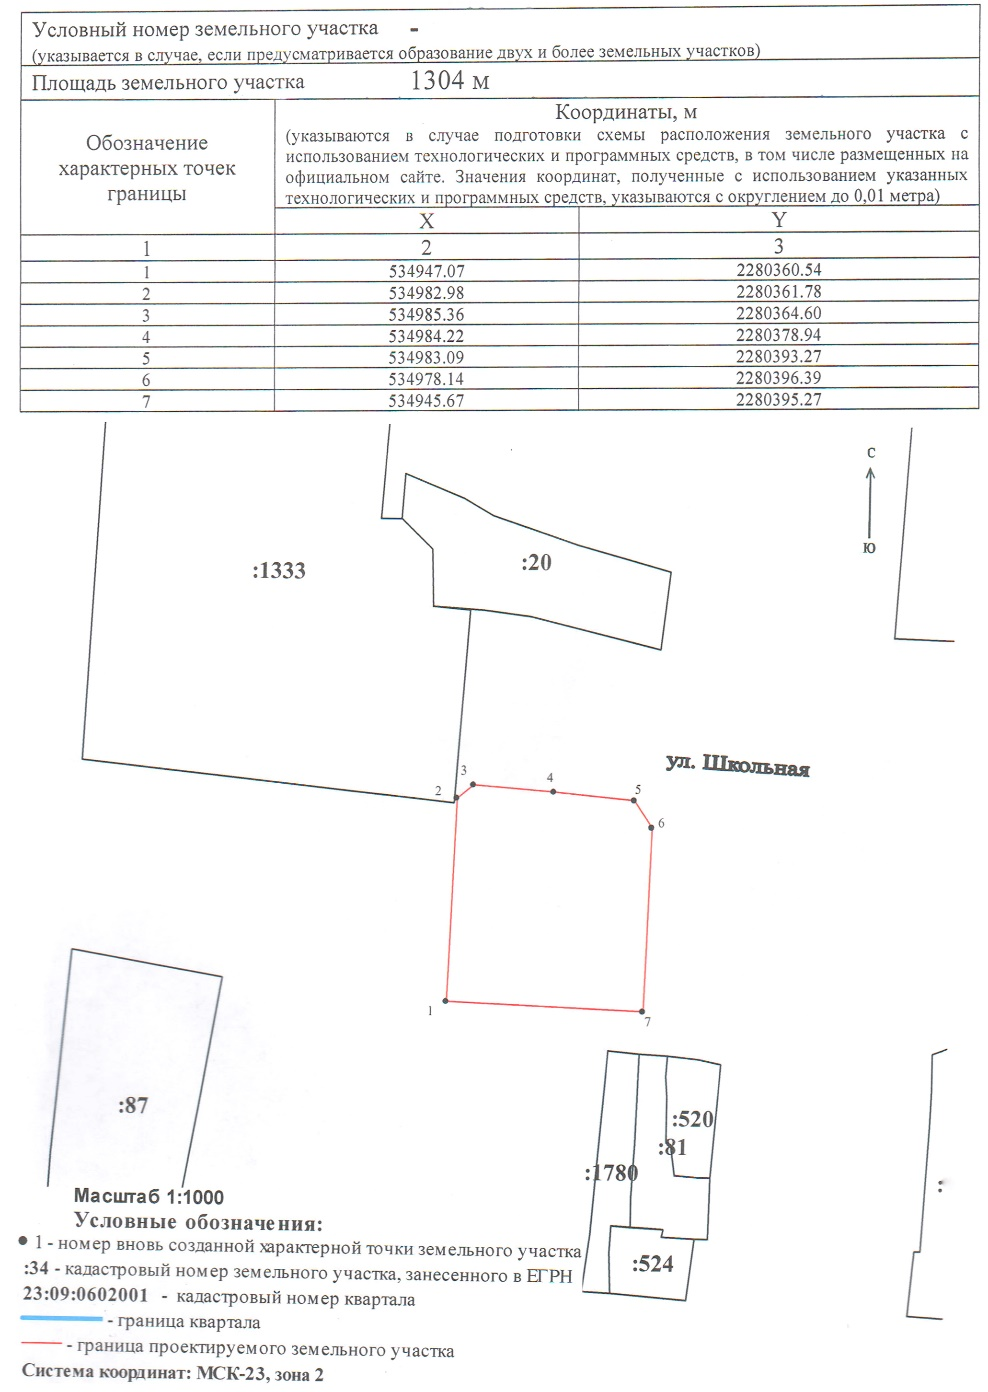 Условный номер земельного участка -
(указывается в случае, если предусматривается образование двух и более земельных участков)
Площадь земельного участка 1304 м
Обозначение
характерных точек
границы
Координаты, м
(указываются в случае подготовки схемы расположения земельного участка с
использованием технологических и программных средств, в том числе размещенных на
официальном сайте. Значения координат, полученные с использованием указанных
технологических и программных средств, указываются с округлением до 0,01 метра)
X Y
1 2 3
1 534947.07 2280360.54
2 534982.98 2280361.78
3 534985.36 2280364.60
4 534984.22 2280378.94
5 534983.09 2280393.27
6 534978.14 2280396.39
7 534945.67 2280395.27
с
ю
:1333
:20
ул. Школьная
3
4
2
5
6
1
7
:87
:520
:81
:1780
:524
:
Масштаб 1:1000
Условные обозначения:
1 - номер вновь созданной характерной точки земельного участка
:34 - кадастровый номер земельного участка, занесенного в ЕГРН
23:09:0602001 - кадастровый номер квартала
- граница квартала
- граница проектируемого земельного участка
Система координат: МСК-23, зона 2